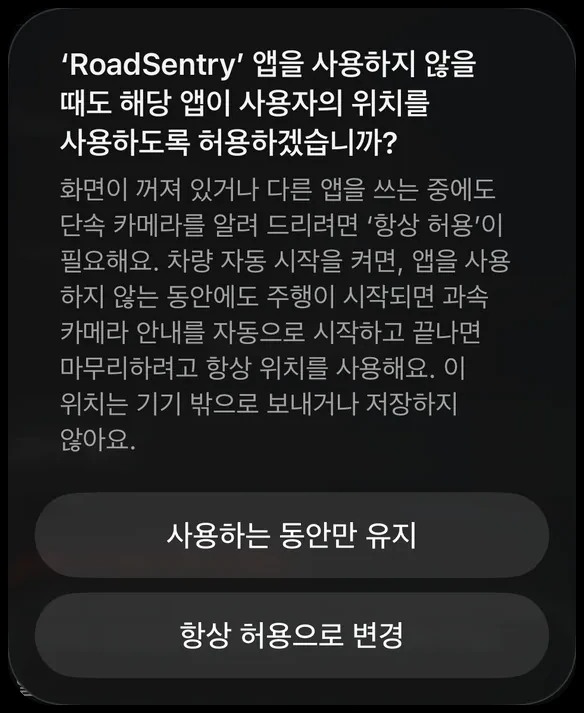 ‘RoadSentry’ 앱을 사용하지 않을
때도 해당 앱이 사용자의 위치를
사용하도록 허용하겠습니까?
화면이 꺼져 있거나 다른 앱을 쓰는 중에도
단속 카메라를 알려 드리려면 ‘항상 허용’이
필요해요. 차량 자동 시작을 켜면, 앱을 사용
하지 않는 동안에도 주행이 시작되면 과속
카메라 안내를 자동으로 시작하고 끝나면
마무리하려고 항상 위치를 사용해요. 이
위치는 기기 밖으로 보내거나 저장하지
않아요.
사용하는 동안만 유지
항상 허용으로 변경